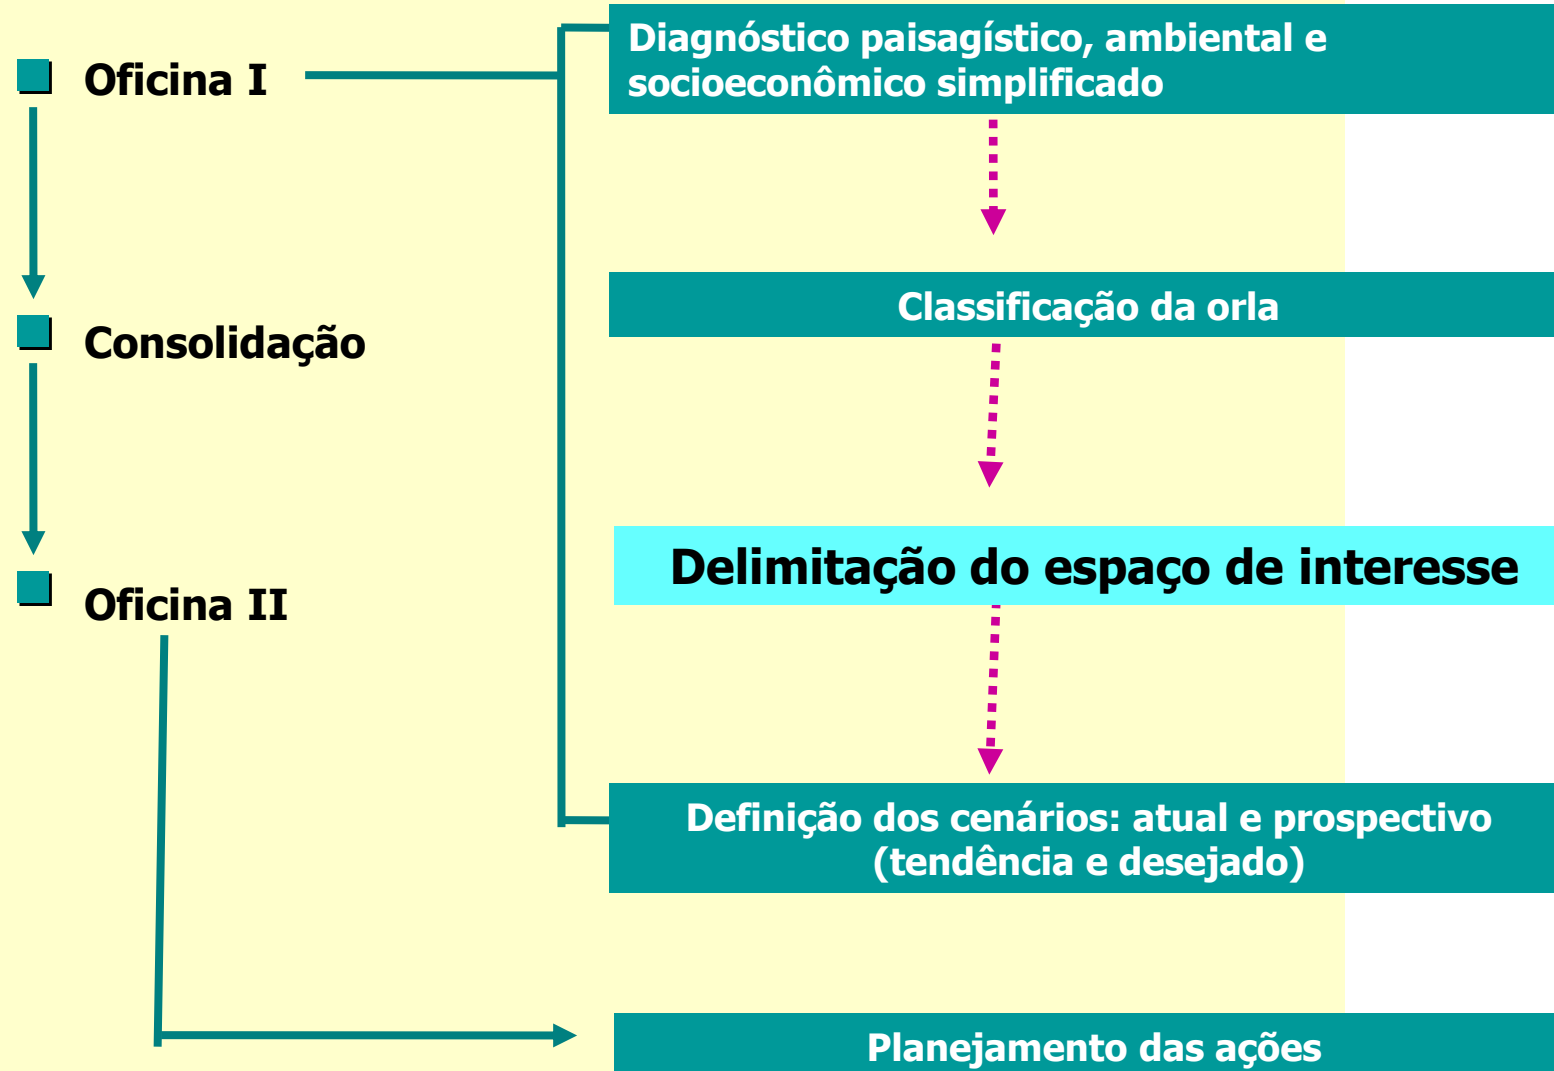 Oficina I
Consolidação
Oficina II
Diagnóstico paisagístico, ambiental e
socioeconômico simplificado
Classificação da orla
Delimitação do espaço de interesse
Definição dos cenários: atual e prospectivo
(tendência e desejado)
Planejamento das ações